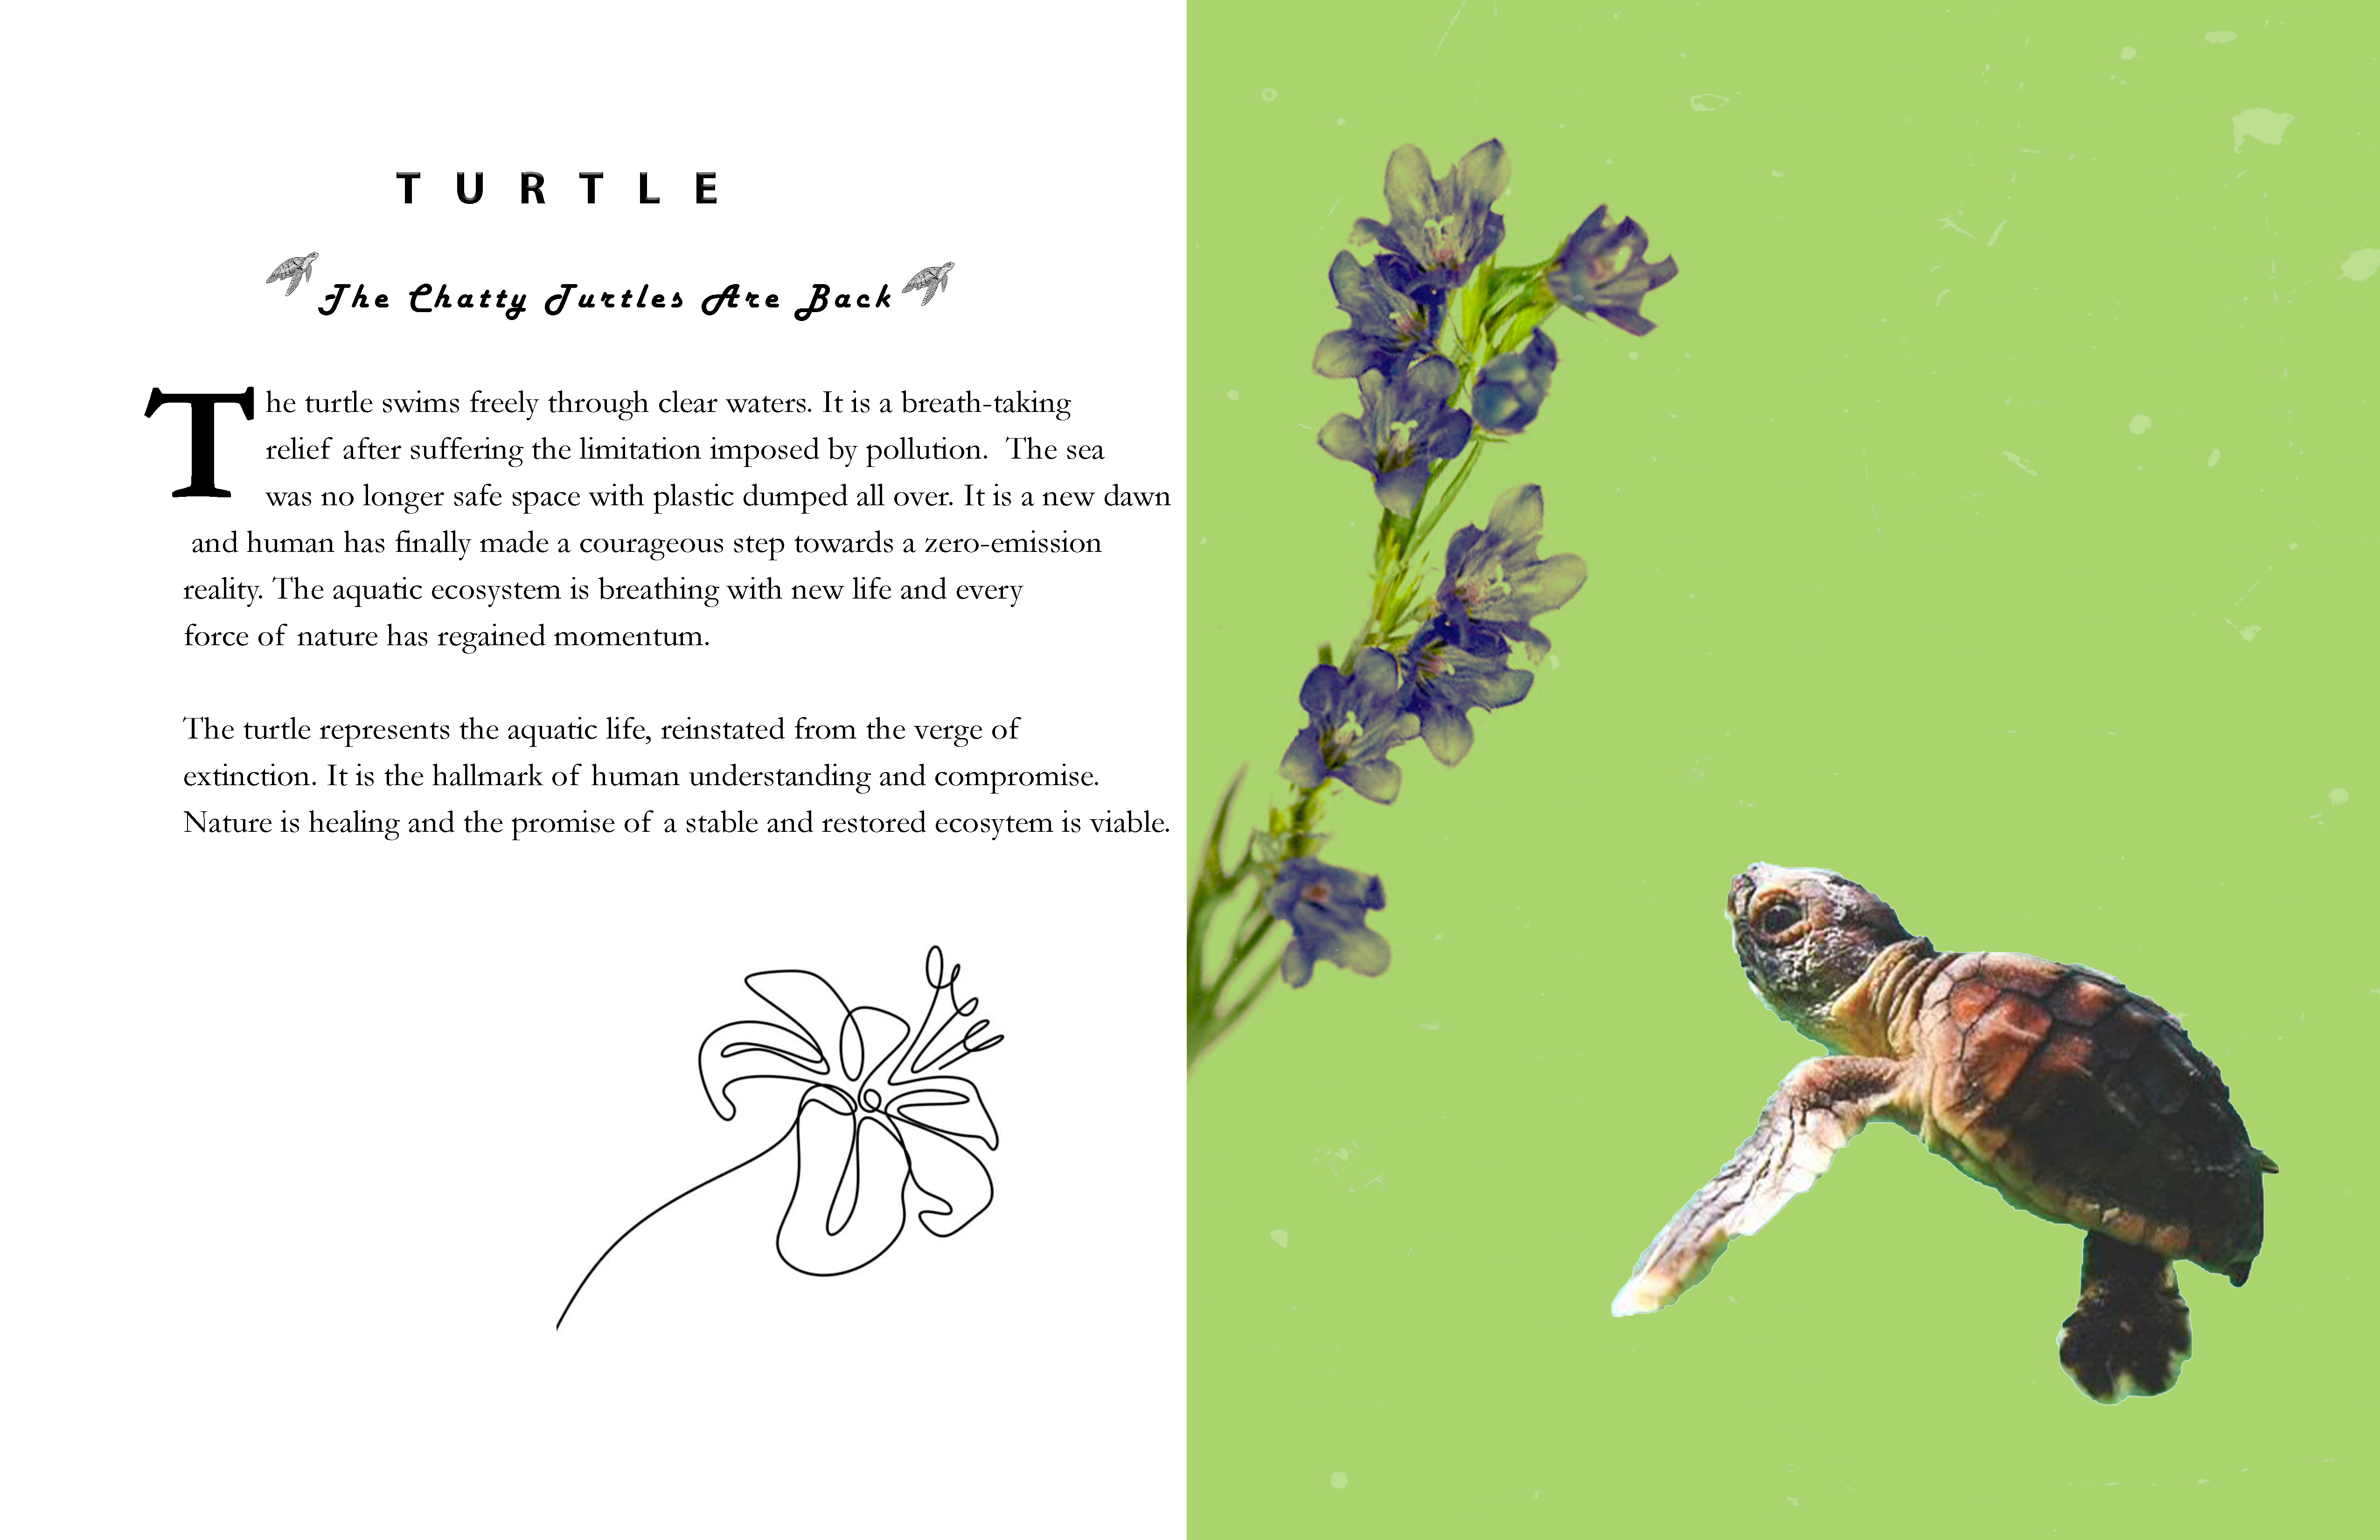 TURTLE
The Chatty Turtles Are Back
The turtle swims freely through clear waters. It is a breath-taking
relief after suffering the limitation imposed by pollution.  The sea
was no longer safe space with plastic dumped all over. It is a new dawn
and human has finally made a courageous step towards a zero-emission
reality. The aquatic ecosystem is breathing with new life and every
force of nature has regained momentum.
The turtle represents the aquatic life, reinstated from the verge of
extinction. It is the hallmark of human understanding and compromise.
Nature is healing and the promise of a stable and restored ecosytem is viable.